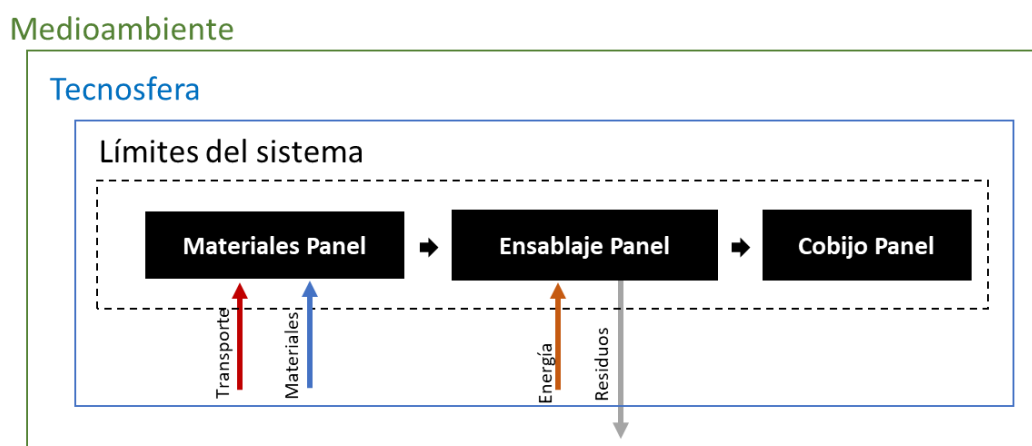 Medioambiente
Tecnosfera
Límites del sistema
Materiales Panel
Ensablaje Panel
Cobijo Panel
Transporte
Materiales
Energía
Residuos